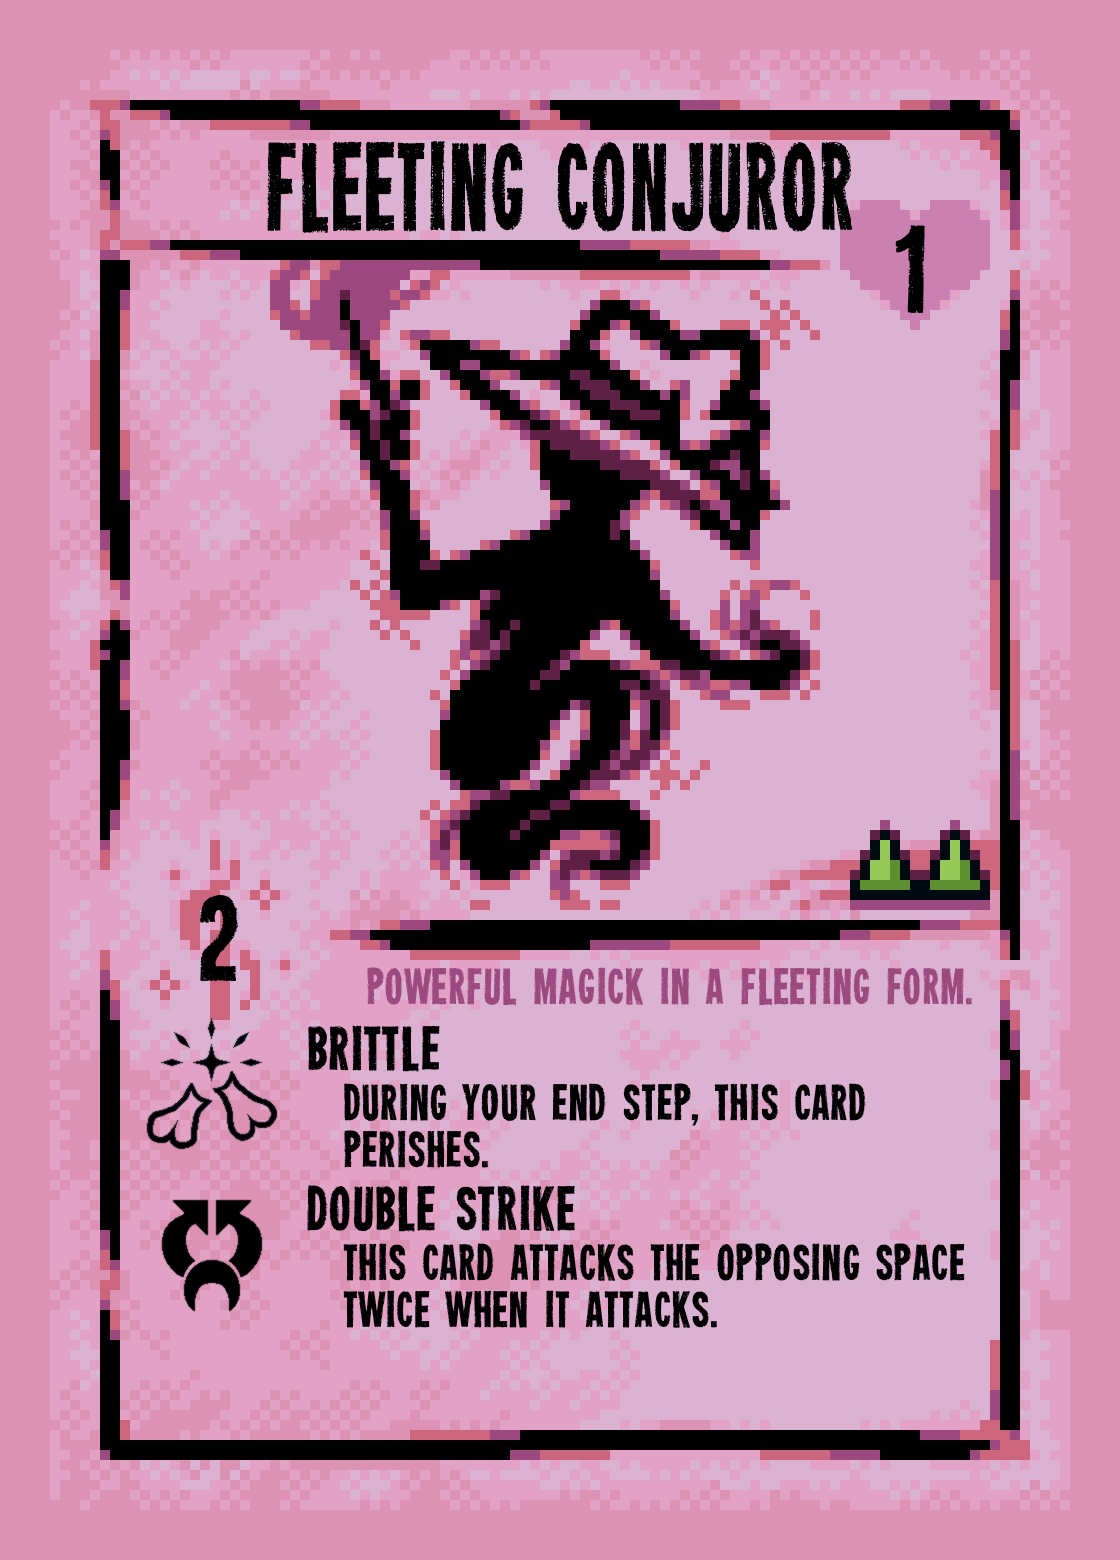 FLEETING CONJUROR
1
2
POWERFUL MAGICK IN A FLEETING FORM.
BRITTLE
DURING YOUR END STEP, THIS CARD
PERISHES.
DOUBLE STRIKE
THIS CARD ATTACKS THE OPPOSING SPACE
TWICE WHEN IT ATTACKS.